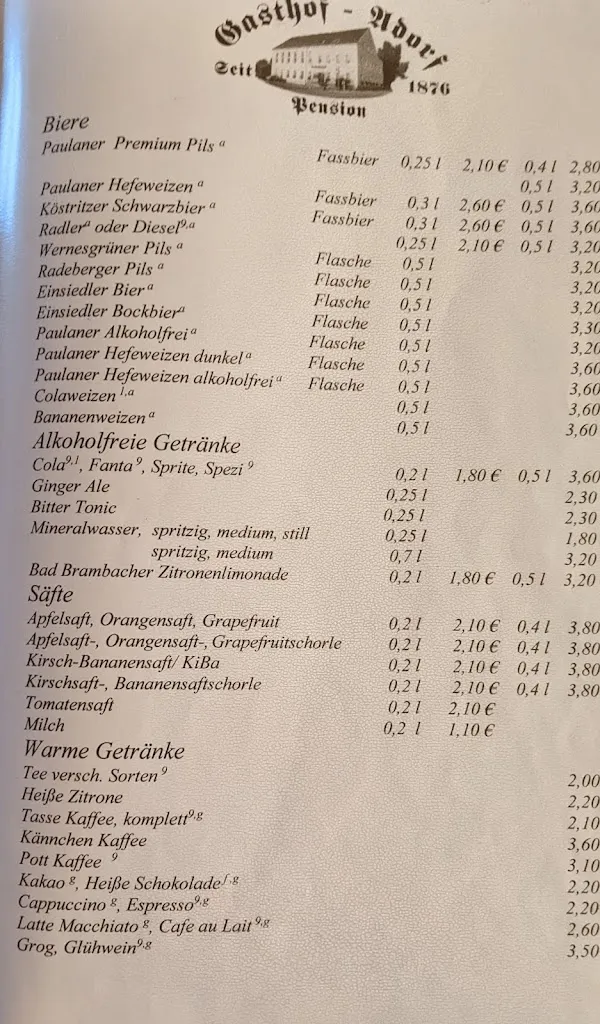 Gasthof - Adorf
Seit 1876
Pension
Biere
Paulaner Premium Pils a Fassbier 0,25 l 2,10 € 0,4 l 2,80
0,5 l 3,20
Paulaner Hefeweizen a Fassbier 0,3 l 2,60 € 0,5 l 3,60
Köstritzer Schwarzbier a Fassbier 0,3 l 2,60 € 0,5 l 3,60
Radler a oder Diesel 9,a 0,25 l 2,10 € 0,5 l 3,20
Wernesgrüner Pils a Flasche 0,5 l 3,20
Radeberger Pils a Flasche 0,5 l 3,20
Einsiedler Bier a Flasche 0,5 l 3,20
Einsiedler Bockbier a Flasche 0,5 l 3,30
Paulaner Alkoholfrei a Flasche 0,5 l 3,20
Paulaner Hefeweizen dunkel a Flasche 0,5 l 3,60
Paulaner Hefeweizen alkoholfrei a Flasche 0,5 l 3,60
Colaweizen 1,a 0,5 l 3,60
Bananenweizen a 0,5 l 3,60
Alkoholfreie Getränke
Cola 9,1, Fanta 9, Sprite, Spezi 9 0,2 l 1,80 € 0,5 l 3,60
Ginger Ale 0,25 l 2,30
Bitter Tonic 0,25 l 2,30
Mineralwasser, spritzig, medium, still 0,25 l 1,80
spritzig, medium 0,7 l 3,20
Bad Brambacher Zitronenlimonade 0,2 l 1,80 € 0,5 l 3,20
Säfte
Apfelsaft, Orangensaft, Grapefruit 0,2 l 2,10 € 0,4 l 3,80
Apfelsaft-, Orangensaft-, Grapefruitschorle 0,2 l 2,10 € 0,4 l 3,80
Kirsch-Bananensaft/ KiBa 0,2 l 2,10 € 0,4 l 3,80
Kirschsaft-, Bananensaftschorle 0,2 l 2,10 € 0,4 l 3,80
Tomatensaft 0,2 l 2,10 €
Milch 0,2 l 1,10 €
Warme Getränke
Tee versch. Sorten 9 2,00
Heiße Zitrone 2,20
Tasse Kaffee, komplett 9,g 2,10
Kännchen Kaffee 3,60
Pott Kaffee 9 3,10
Kakao g, Heiße Schokolade f,g 2,20
Cappuccino g, Espresso 9,g 2,20
Latte Macchiato g, Cafe au Lait 9,g 2,60
Grog, Glühwein 9,g 3,50